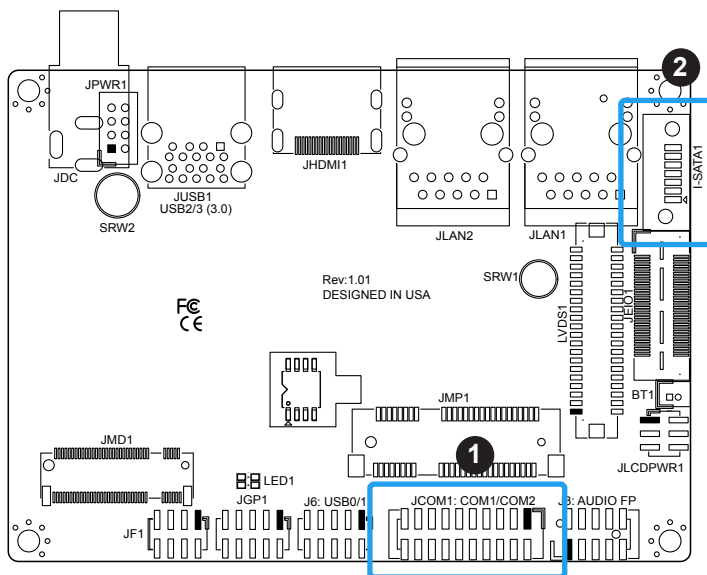 2
JPWR1
JDC
SRW2
JUSB1
USB2/3 (3.0)
JHDMI1
JLAN2
JLAN1
I-SATA1
Rev:1.01
DESIGNED IN USA
SRW1
LVDS1
JEIO1
FC
CE
BT1
JMP1
JLCDPWR1
JMD1
1
LED1
JGP1
J6: USB0/1
JCOM1: COM1/COM2
J3: AUDIO FP
JF1